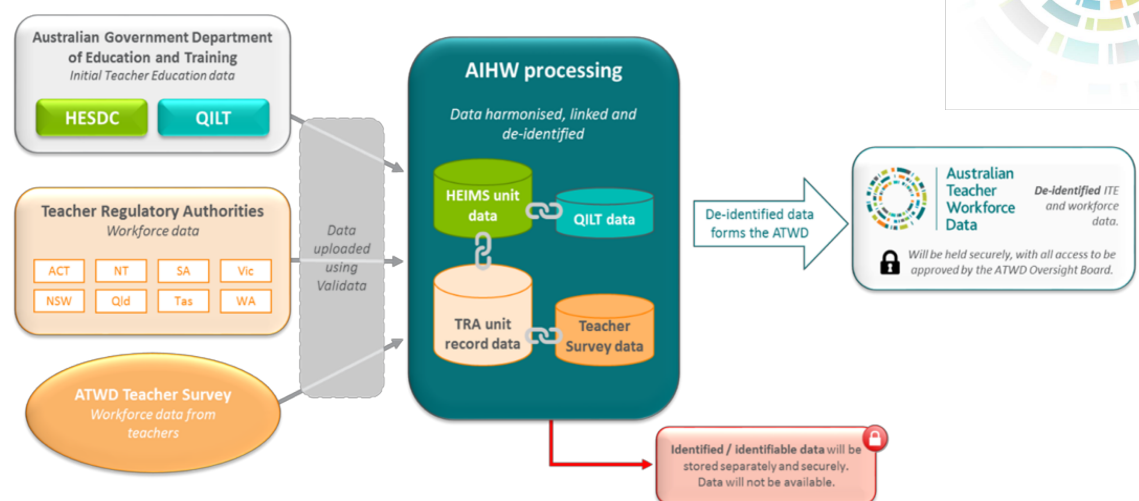 Australian Government Department
of Education and Training
Initial Teacher Education data
HESDC
QILT
Teacher Regulatory Authorities
Workforce data
ACT
NT
SA
Vic
NSW
Qld
Tas
WA
ATWD Teacher Survey
Workforce data from
teachers
Data
uploaded
using
Validata
AIHW processing
Data harmonised, linked and
de-identified
HEIMS unit
data
QILT data
TRA unit
record data
Teacher
Survey data
De-identified data
forms the ATWD
Australian
Teacher
Workforce
Data
De-identified ITE
and workforce
data.
Will be held securely, with all access to be
approved by the ATWD Oversight Board.
Identified / identifiable data will be
stored separately and securely.
Data will not be available.